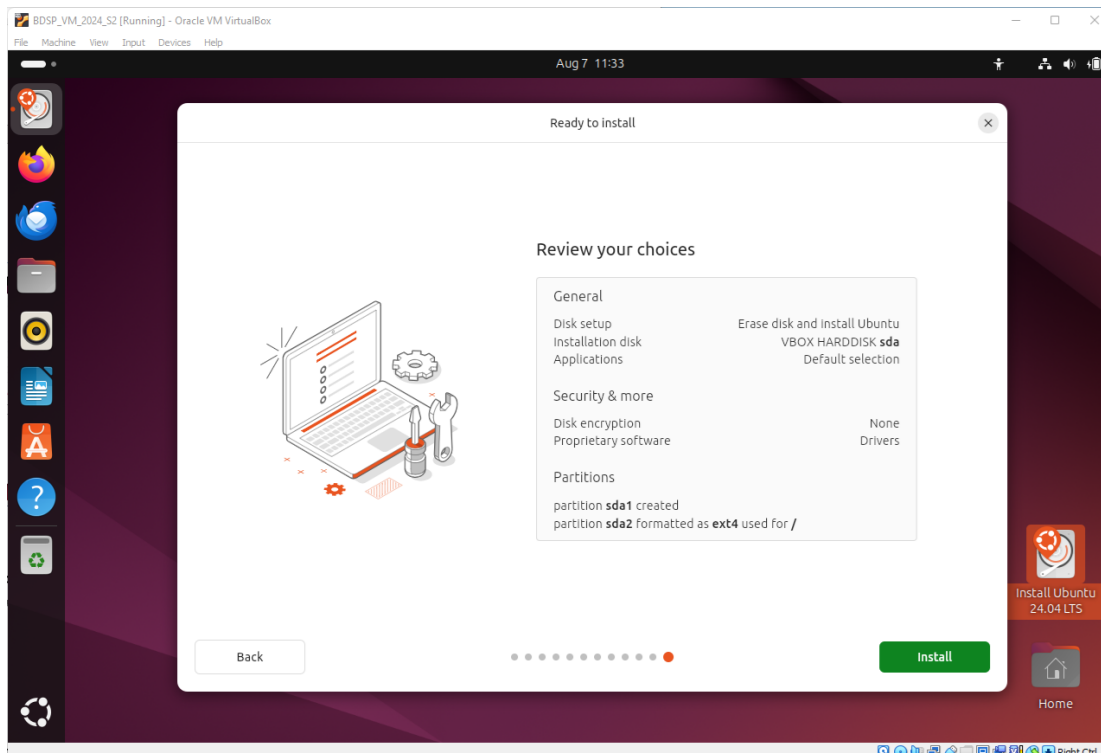 BDSP_VM_2024_S2 [Running] - Oracle VM VirtualBox
File Machine View Input Devices Help
Aug 7 11:33
Ready to install
Review your choices
General
Disk setup Erase disk and install Ubuntu
Installation disk VBOX HARDDISK sda
Applications Default selection
Security & more
Disk encryption None
Proprietary software Drivers
Partitions
partition sda1 created
partition sda2 formatted as ext4 used for /
Install Ubuntu
24.04 LTS
Back
Install
Home
Right Ctrl